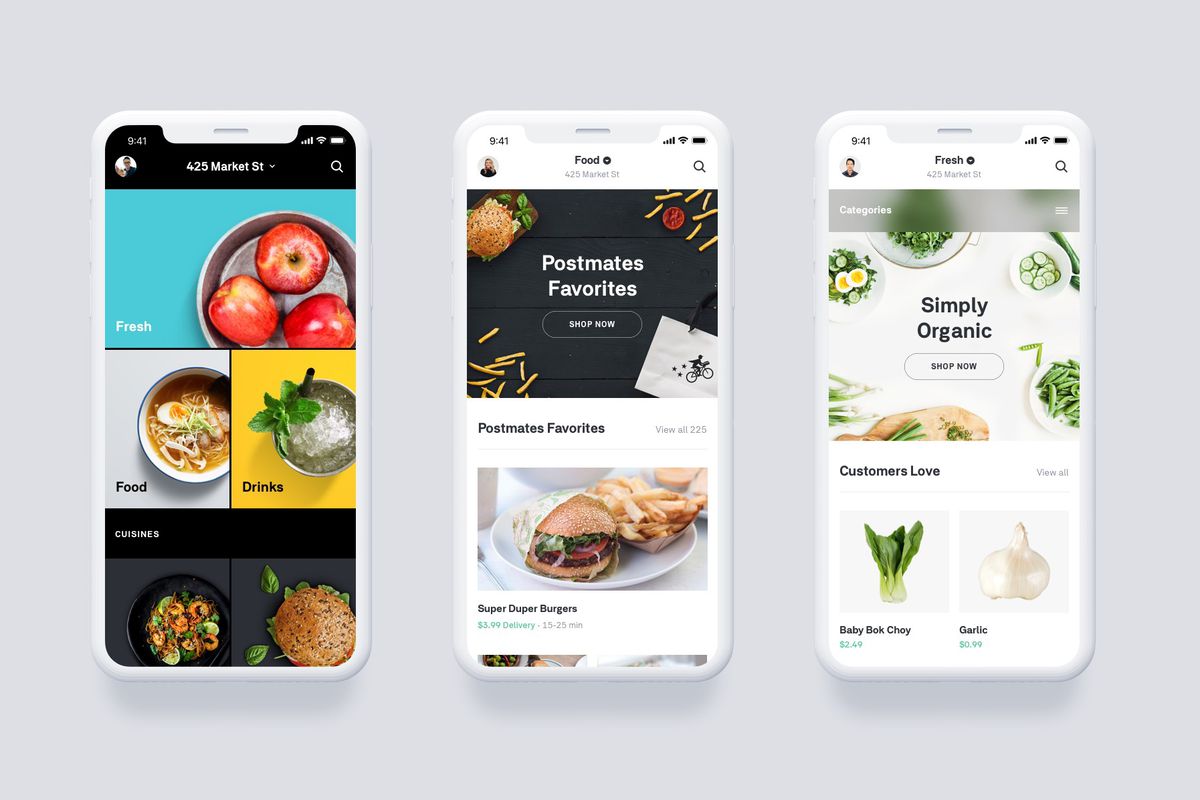 9:41
425 Market St
Fresh
Food
Drinks
CUISINES
9:41
Food
425 Market St
Postmates
Favorites
SHOP NOW
Postmates Favorites
View all 225
Super Duper Burgers
$3.99 Delivery • 15-25 min
9:41
Fresh
425 Market St
Categories
Simply
Organic
SHOP NOW
Customers Love
View all
Baby Bok Choy
$2.49
Garlic
$0.99